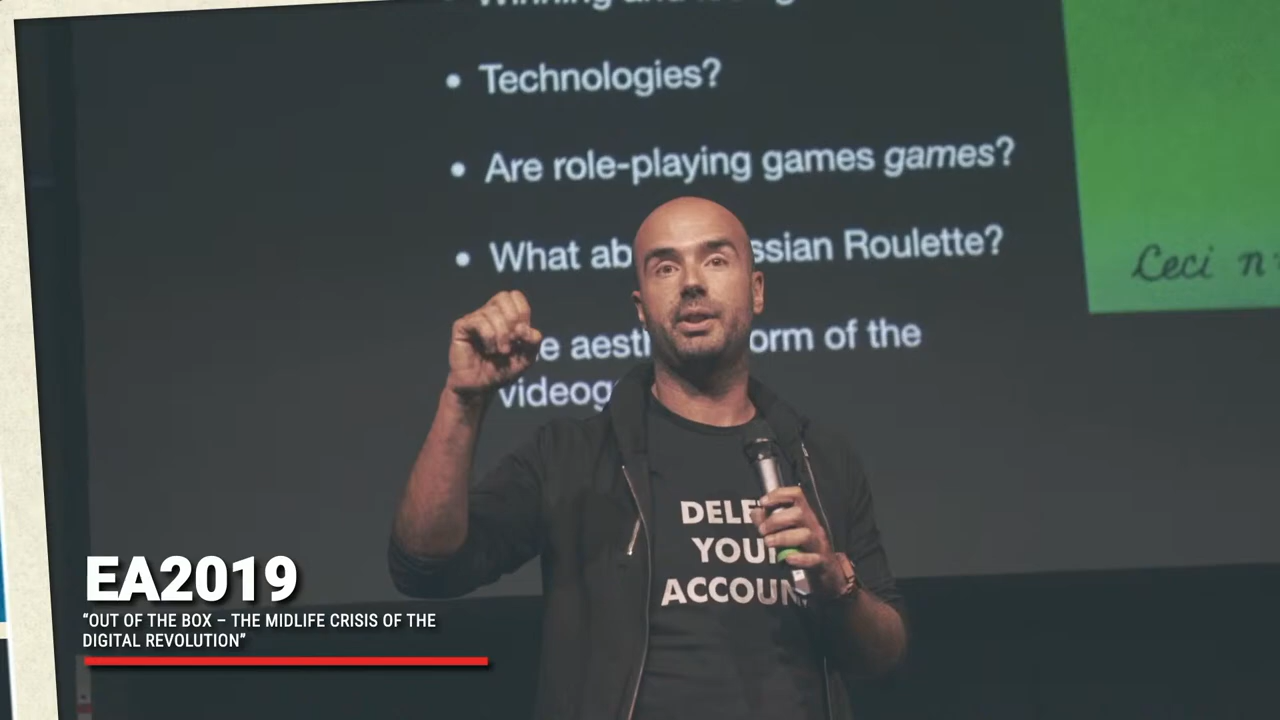 Technologies?
Are role-playing games games?
What ab ssian Roulette?
e aesth orm of the
videog
Ceci n
DELE
YOU
ACCOUN
EA2019
“OUT OF THE BOX – THE MIDLIFE CRISIS OF THE
DIGITAL REVOLUTION”